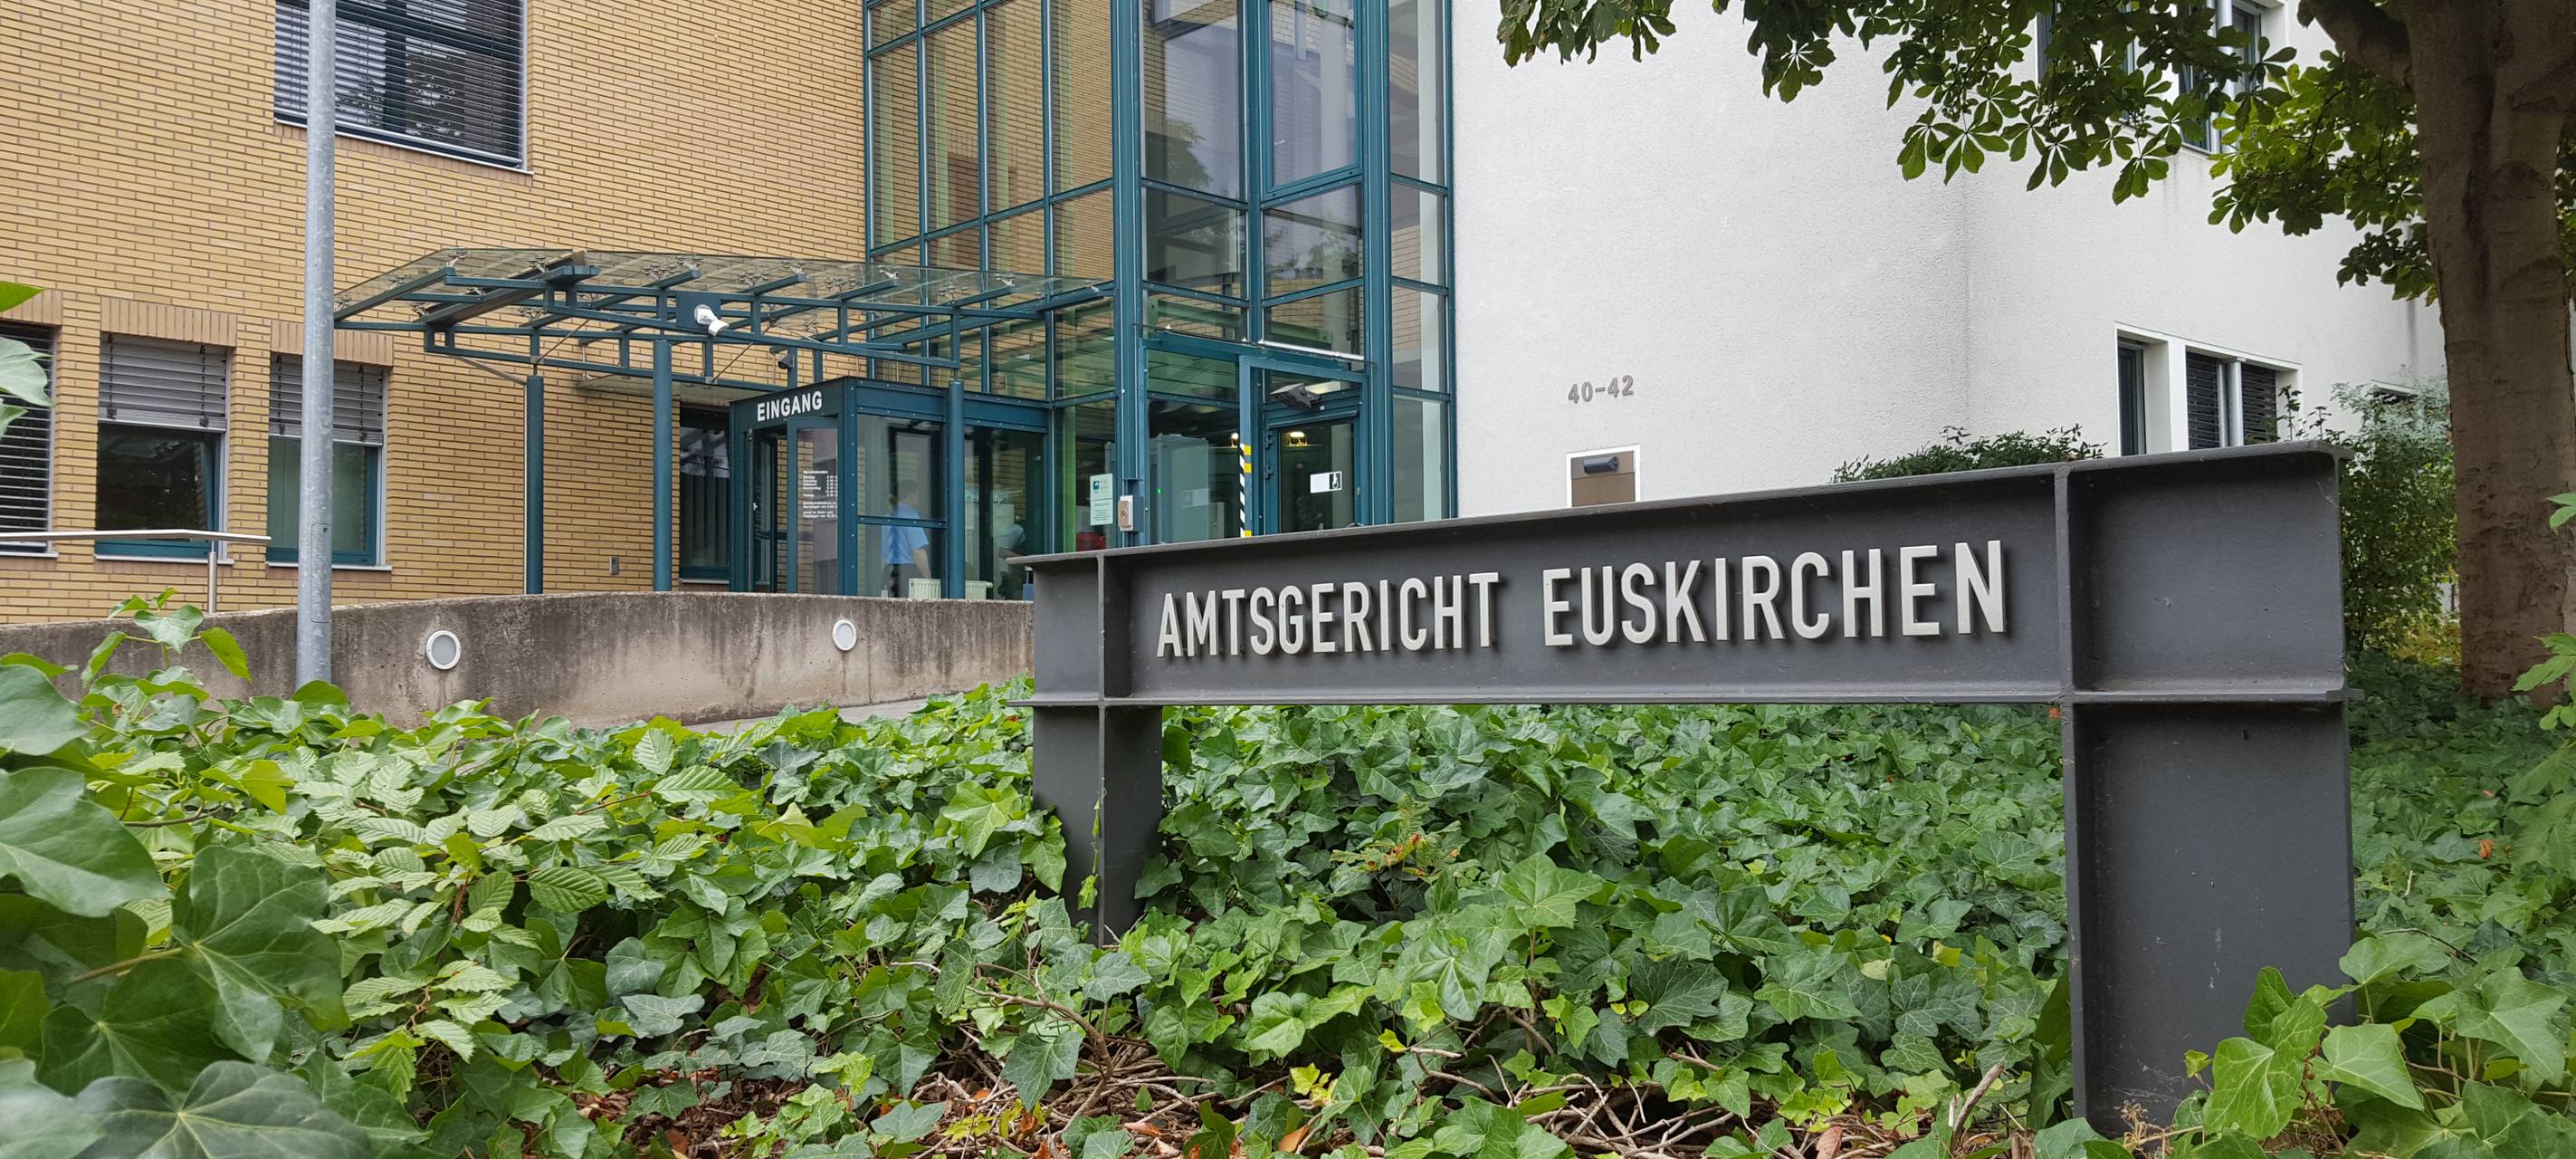 EINGANG
40-42
AMTSGERICHT EUSKIRCHEN